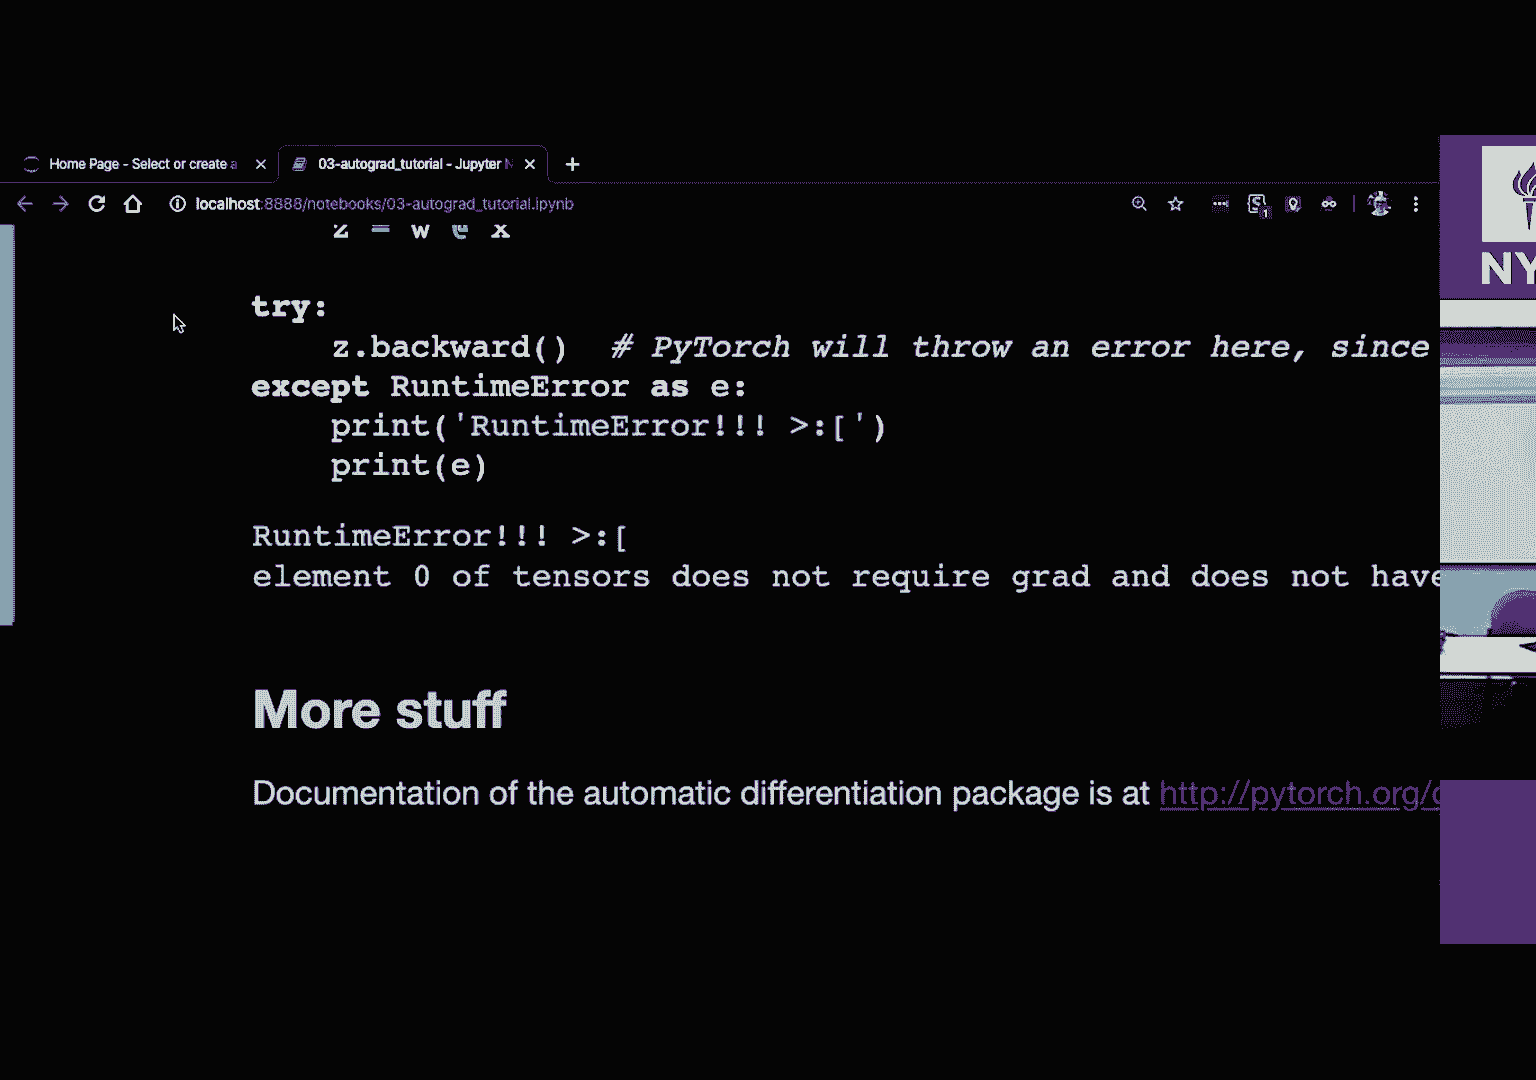 Home Page - Select or create a
03-autograd_tutorial - Jupyter N
localhost:8888/notebooks/03-autograd_tutorial.ipynb
z = w @ x
try:
z.backward()  # PyTorch will throw an error here, since
except RuntimeError as e:
print('RuntimeError!!! >:[')
print(e)
RuntimeError!!! >:[
element 0 of tensors does not require grad and does not have
More stuff
Documentation of the automatic differentiation package is at http://pytorch.org/d
NY